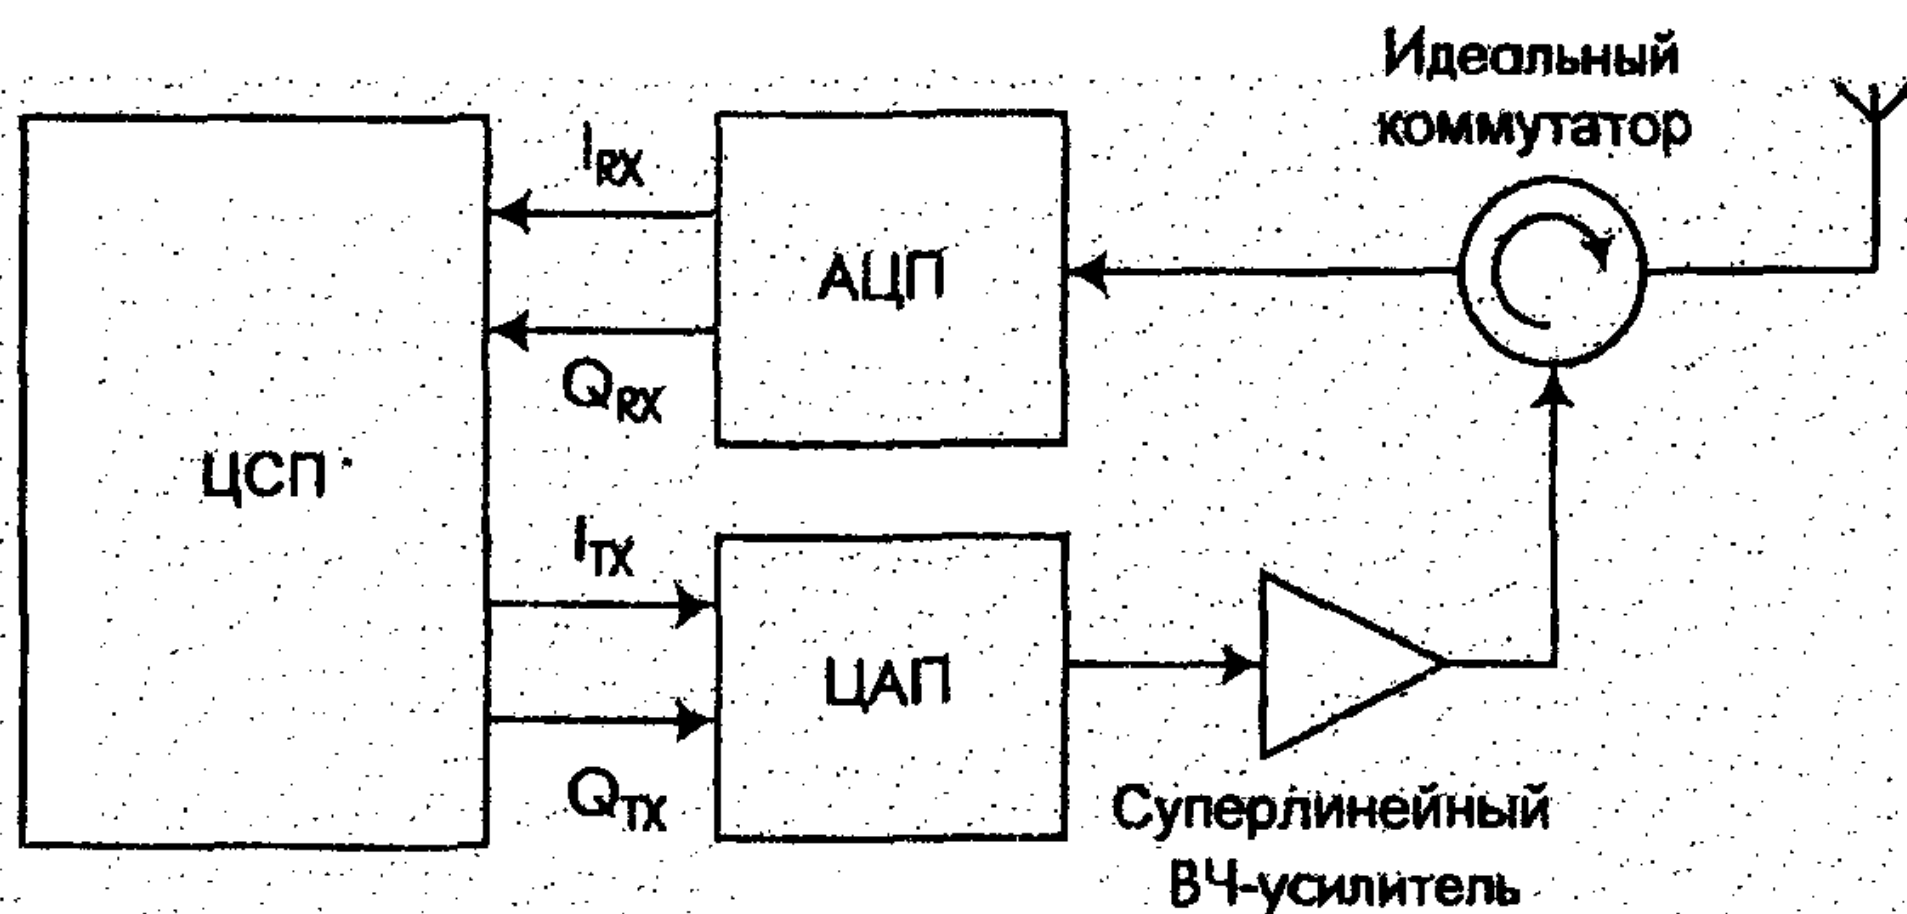 Идеальный
коммутатор
I_RX
АЦП
Q_RX
ЦСП
I_TX
ЦАП
Q_TX
Суперлинейный
ВЧ-усилитель